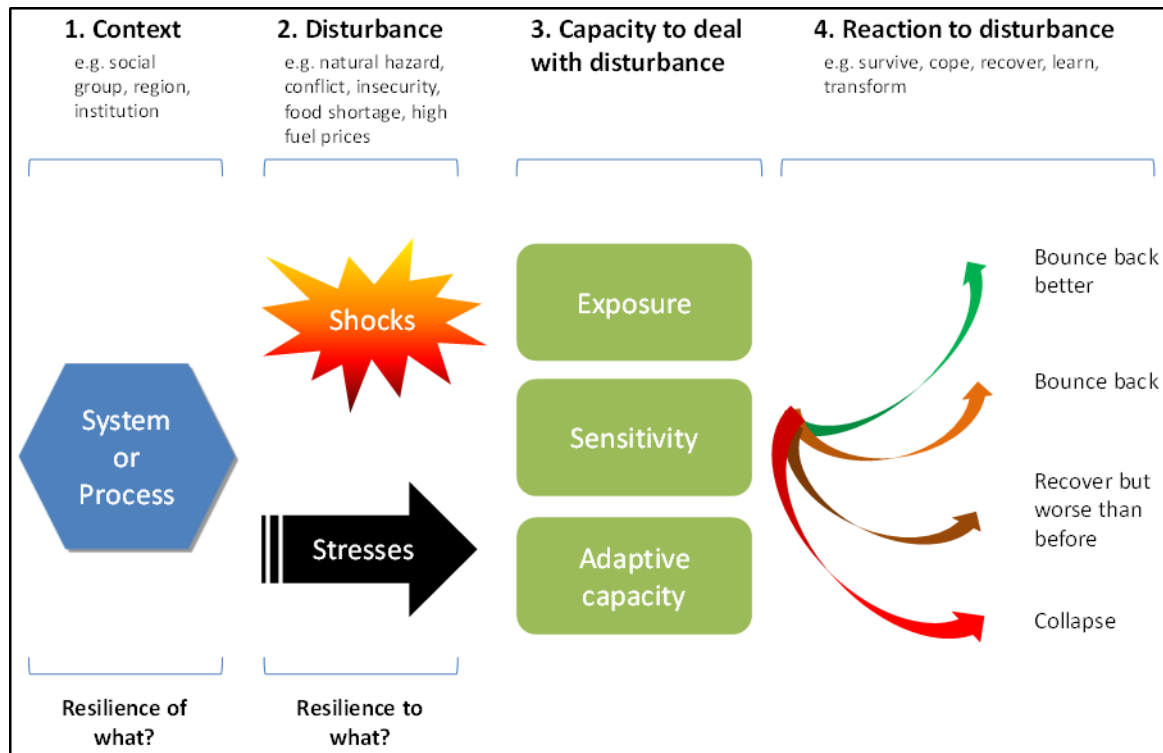 1. Context
e.g. social
group, region,
institution
2. Disturbance
e.g. natural hazard,
conflict, insecurity,
food shortage, high
fuel prices
3. Capacity to deal
with disturbance
4. Reaction to disturbance
e.g. survive, cope, recover, learn,
transform
System
or
Process
Shocks
Stresses
Exposure
Sensitivity
Adaptive
capacity
Bounce back
better
Bounce back
Recover but
worse than
before
Collapse
Resilience of
what?
Resilience to
what?